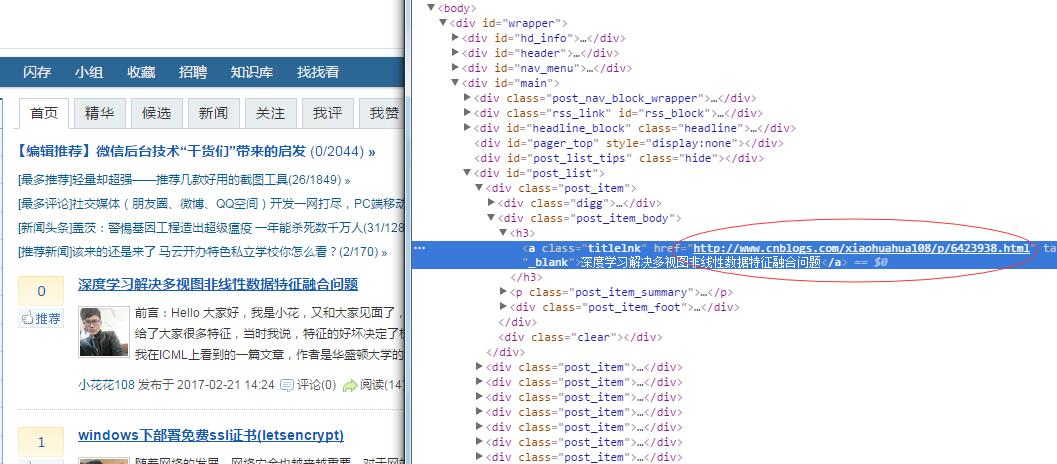 闪存 小组 收藏 招聘 知识库 找找看
首页 精华 候选 新闻 关注 我评 我赞
【编辑推荐】微信后台技术“干货们”带来的启发 (0/2044) »
[最多推荐]轻量却超强——推荐几款好用的截图工具(26/1849) »
[最多评论]社交媒体（朋友圈、微博、QQ空间）开发一网打尽，PC端移动
[新闻头条]盖茨：警惕基因工程造出超级瘟疫 一年能杀死数千万人(31/128
[推荐新闻]该来的还是来了 马云开办特色私立学校你怎么看？(2/170) »
0
推荐
深度学习解决多视图非线性数据特征融合问题
前言：Hello 大家好，我是小花，又和大家见面了，
给了大家很多特征，当时我说，特征的好坏决定了
我在ICML上看到的一篇文章，作者是华盛顿大学的
小花花108 发布于 2017-02-21 14:24 评论(0) 阅读(14
1
windows下部署免费ssl证书(letsencrypt)
随着网络的发展，网络安全也越来越重要，对于网
▼<body>
▼<div id="wrapper">
▶<div id="hd_info">…</div>
▶<div id="header">…</div>
▶<div id="nav_menu">…</div>
▼<div id="main">
▶<div class="post_nav_block_wrapper">…</div>
▶<div class="rss_link" id="rss_block">…</div>
▶<div id="headline_block" class="headline">…</div>
<div id="pager_top" style="display:none"></div>
<div id="post_list_tips" class="hide"></div>
▼<div id="post_list">
▼<div class="post_item">
▶<div class="digg">…</div>
▼<div class="post_item_body">
▼<h3>
… <a class="titlelnk" href="http://www.cnblogs.com/xiaohuahua108/p/6423938.html" ta
"_blank">深度学习解决多视图非线性数据特征融合问题</a> == $0
</h3>
▶<p class="post_item_summary">…</p>
▶<div class="post_item_foot">…</div>
</div>
<div class="clear"></div>
</div>
▶<div class="post_item">…</div>
▶<div class="post_item">…</div>
▶<div class="post_item">…</div>
▶<div class="post_item">…</div>
▶<div class="post_item">…</div>
▶<div class="post_item">…</div>
▶<div class="post_item">…</div>